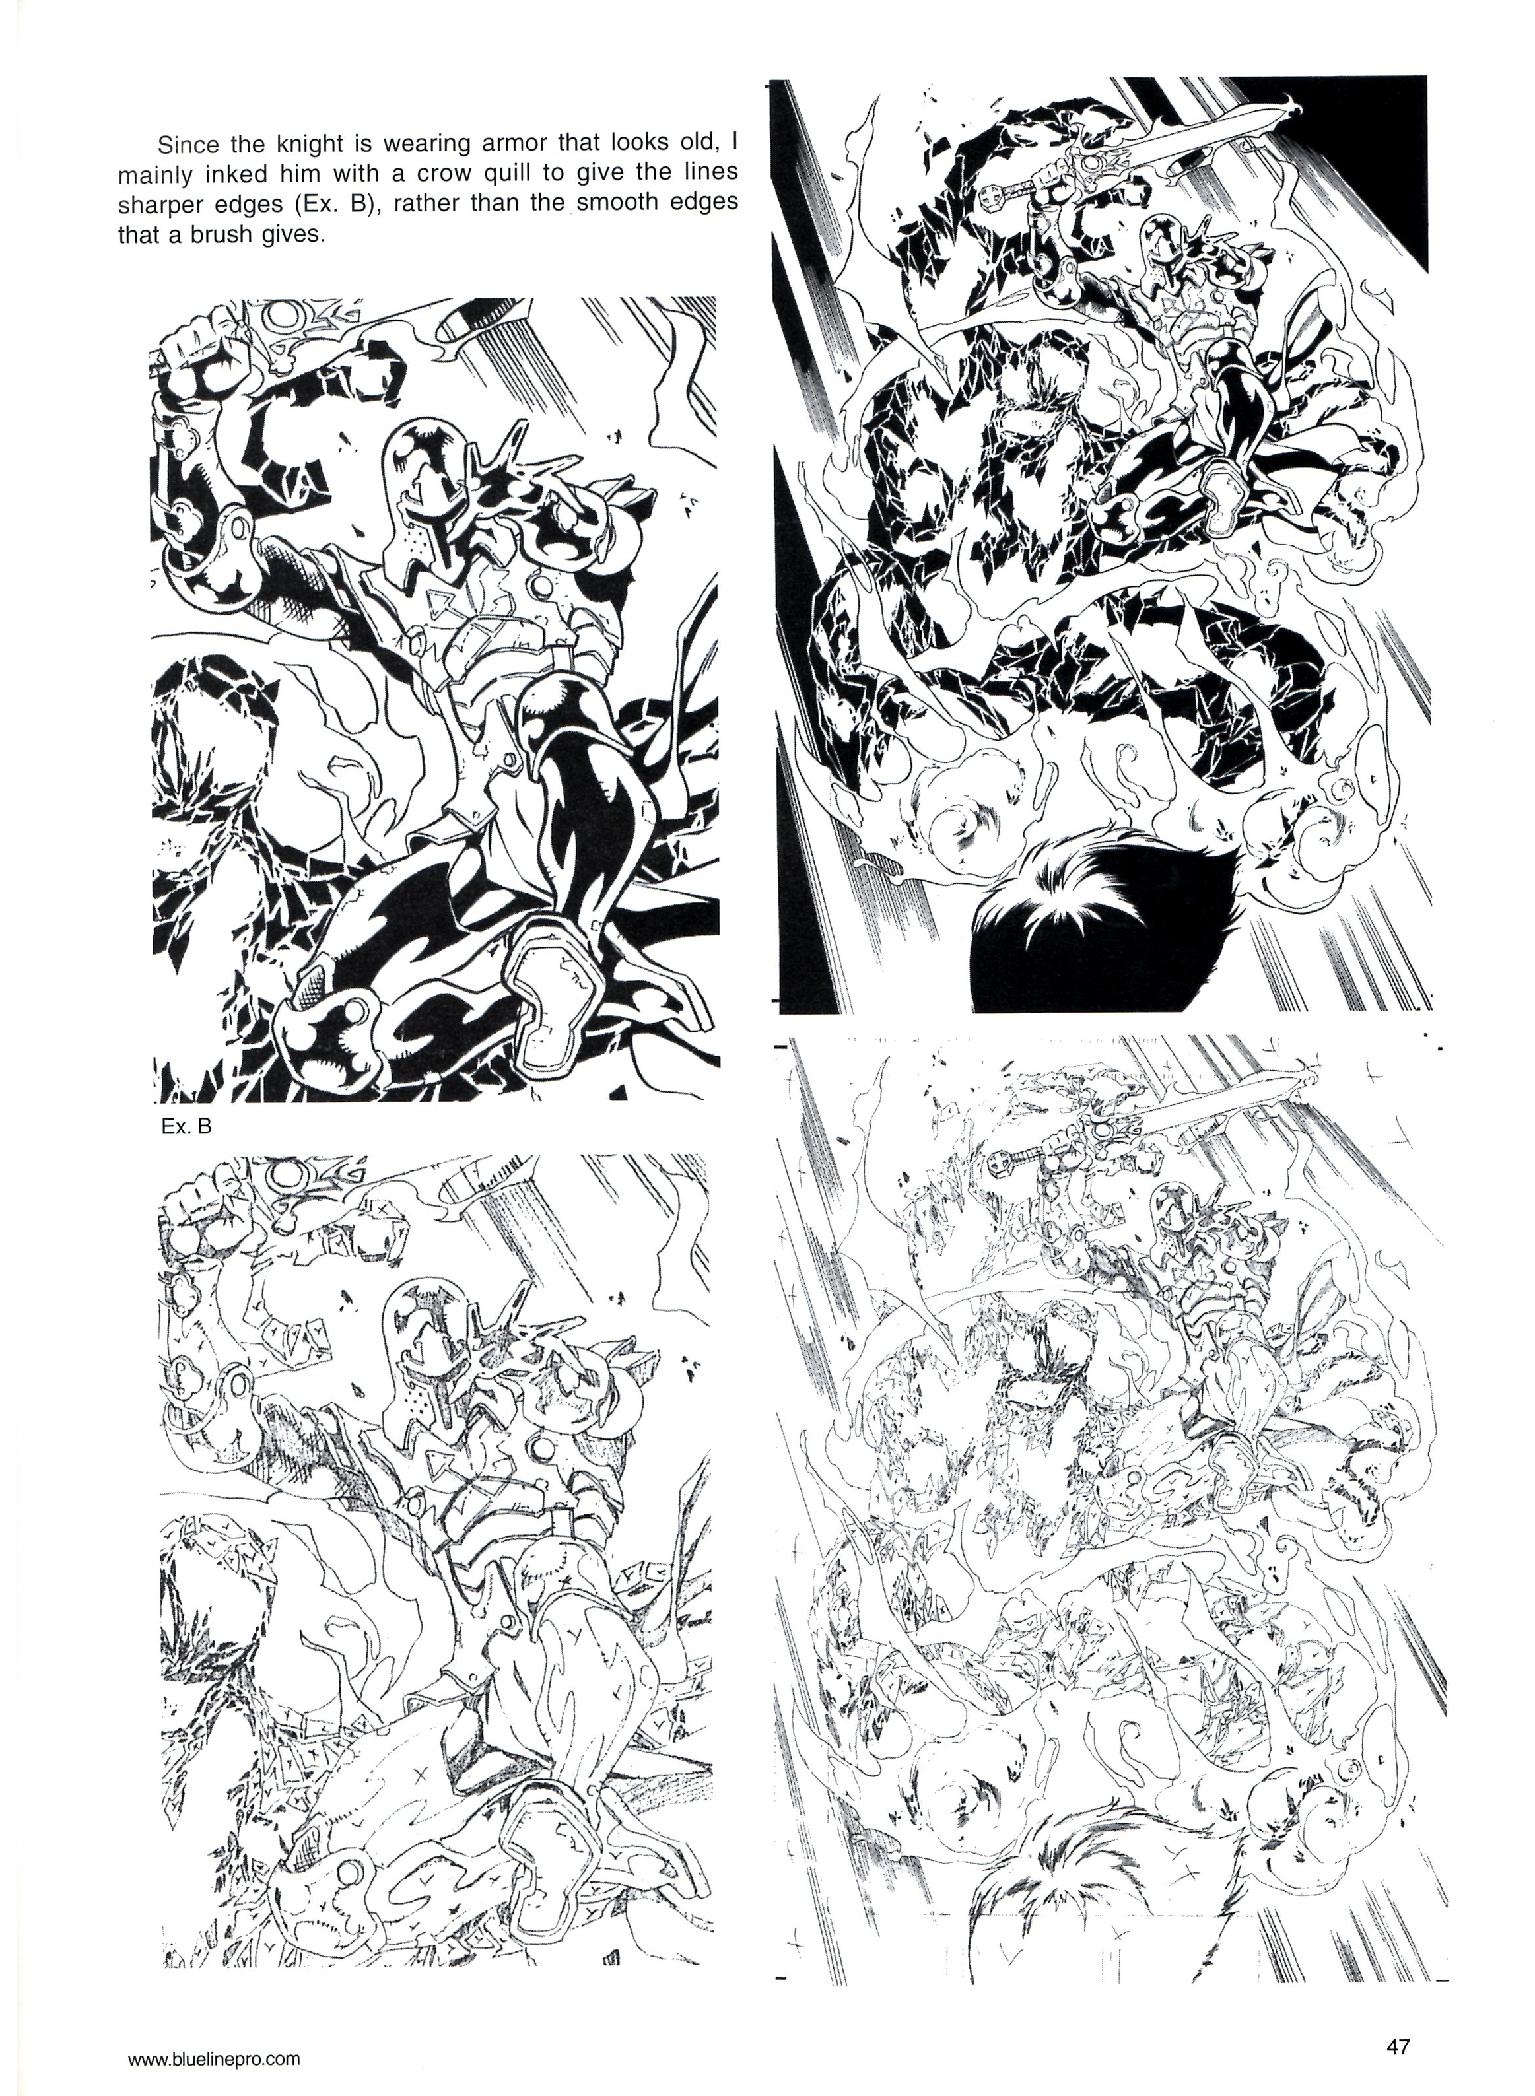 Since the knight is wearing armor that looks old, I
mainly inked him with a crow quill to give the lines
sharper edges (Ex. B), rather than the smooth edges
that a brush gives.
Ex. B
www.bluelinepro.com
47